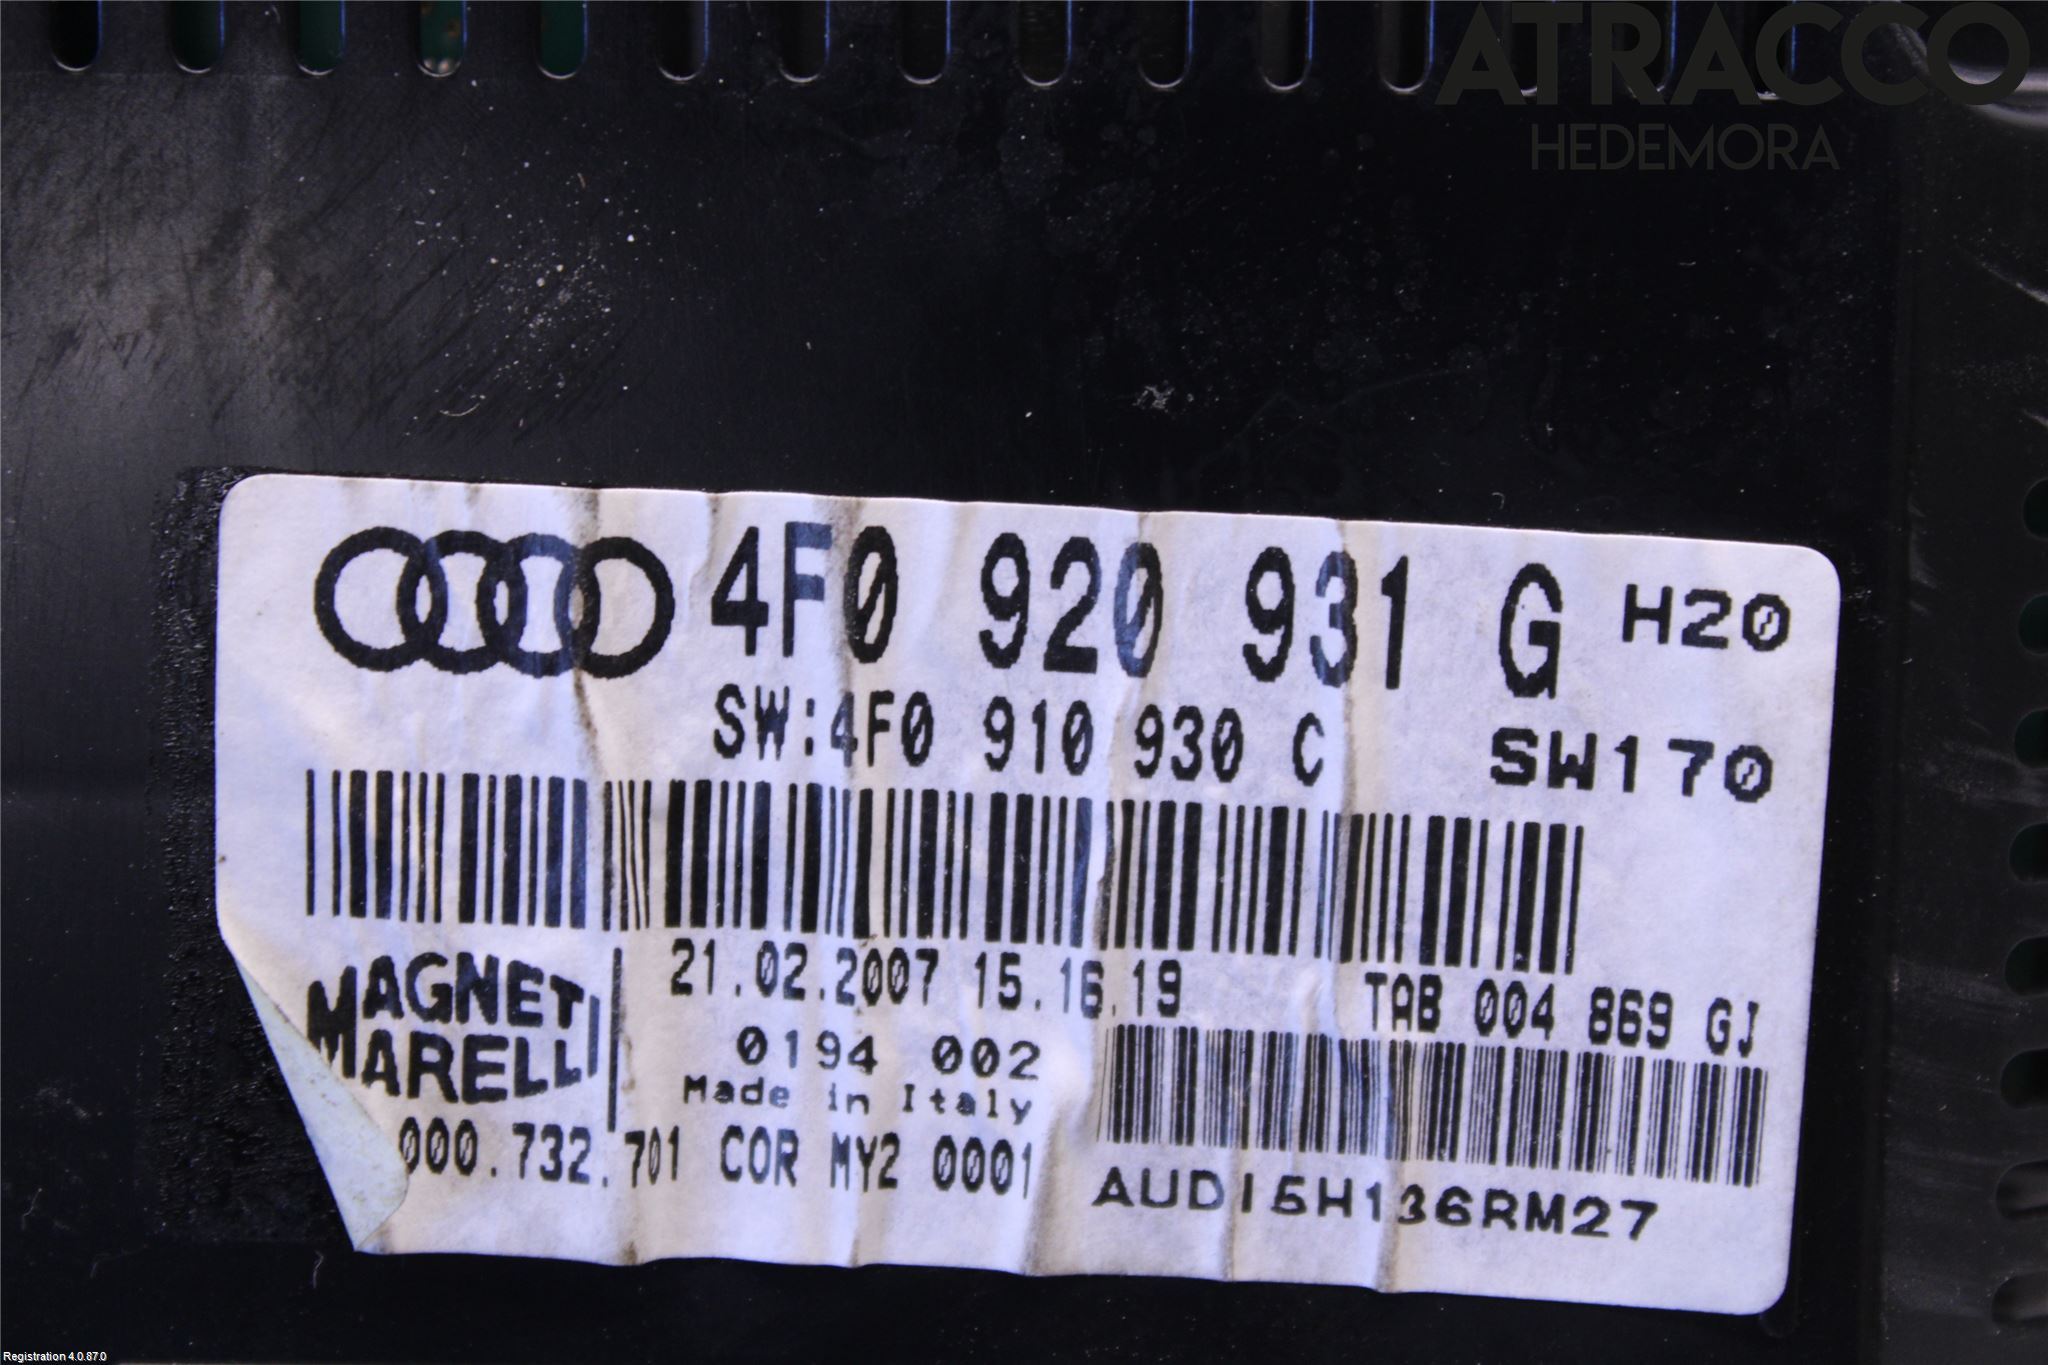 ATRACCO
HEDEMORA
4F0 920 931 G H20
SW:4F0 910 930 C SW170
MAGNETI MARELLI
21.02.2007 15.16.19 TAB 004 869 GJ
0194 002
Made in Italy
000.732.701 COR MY2 0001
AUDI5H136RM27
Registration 4.0.87.0